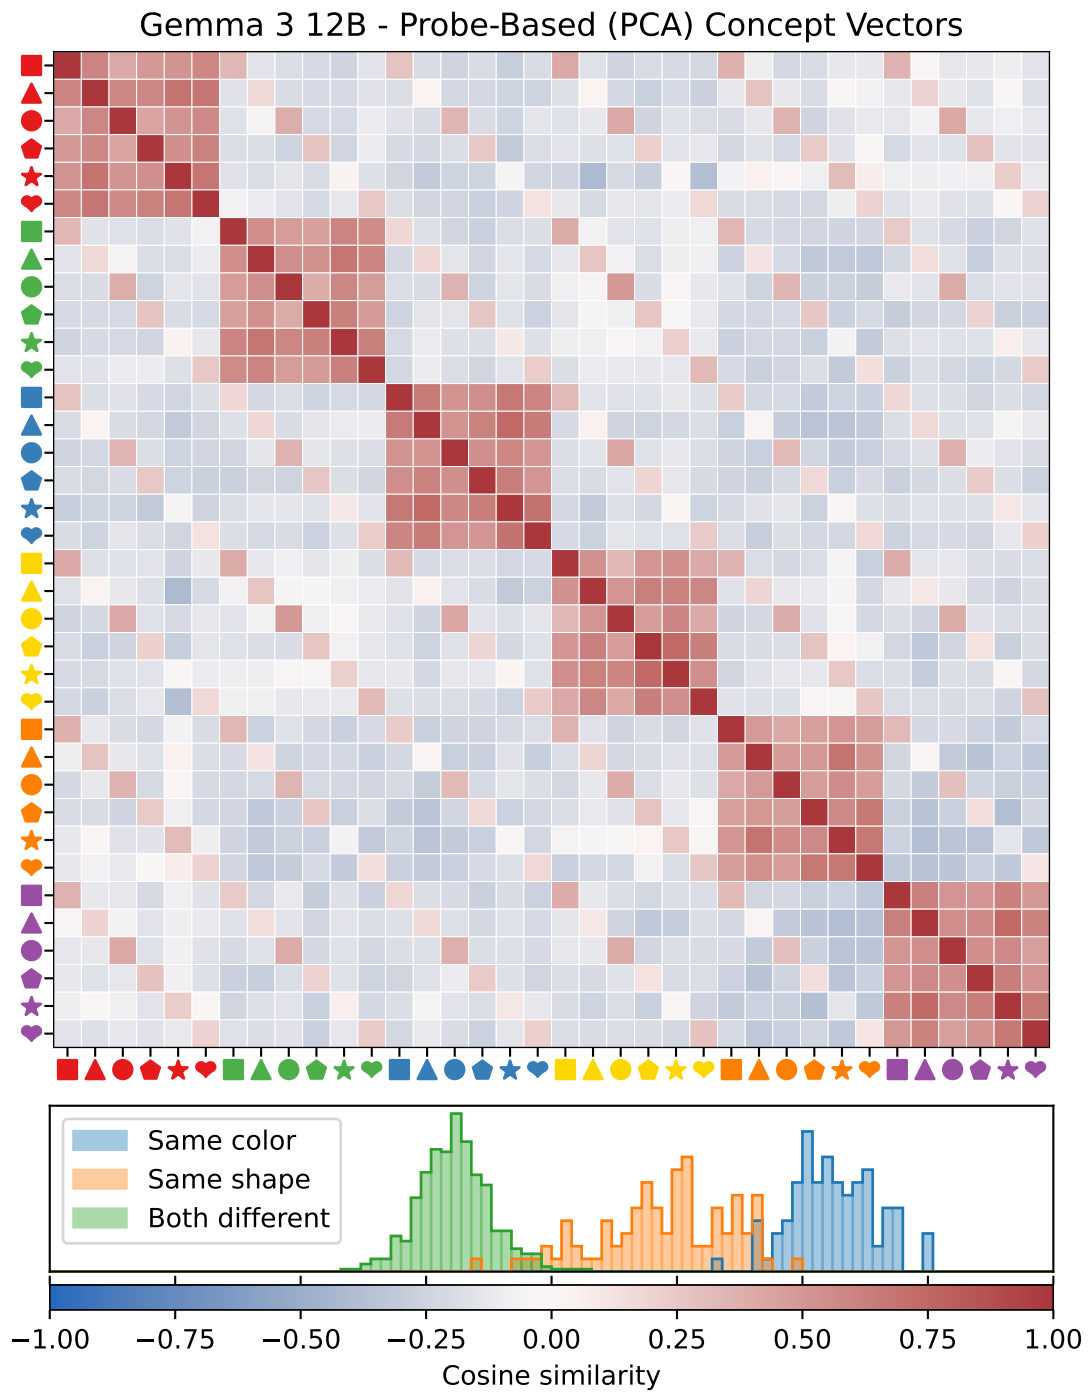 Gemma 3 12B - Probe-Based (PCA) Concept Vectors
Same color
Same shape
Both different
−1.00 −0.75 −0.50 −0.25 0.00 0.25 0.50 0.75 1.00
Cosine similarity